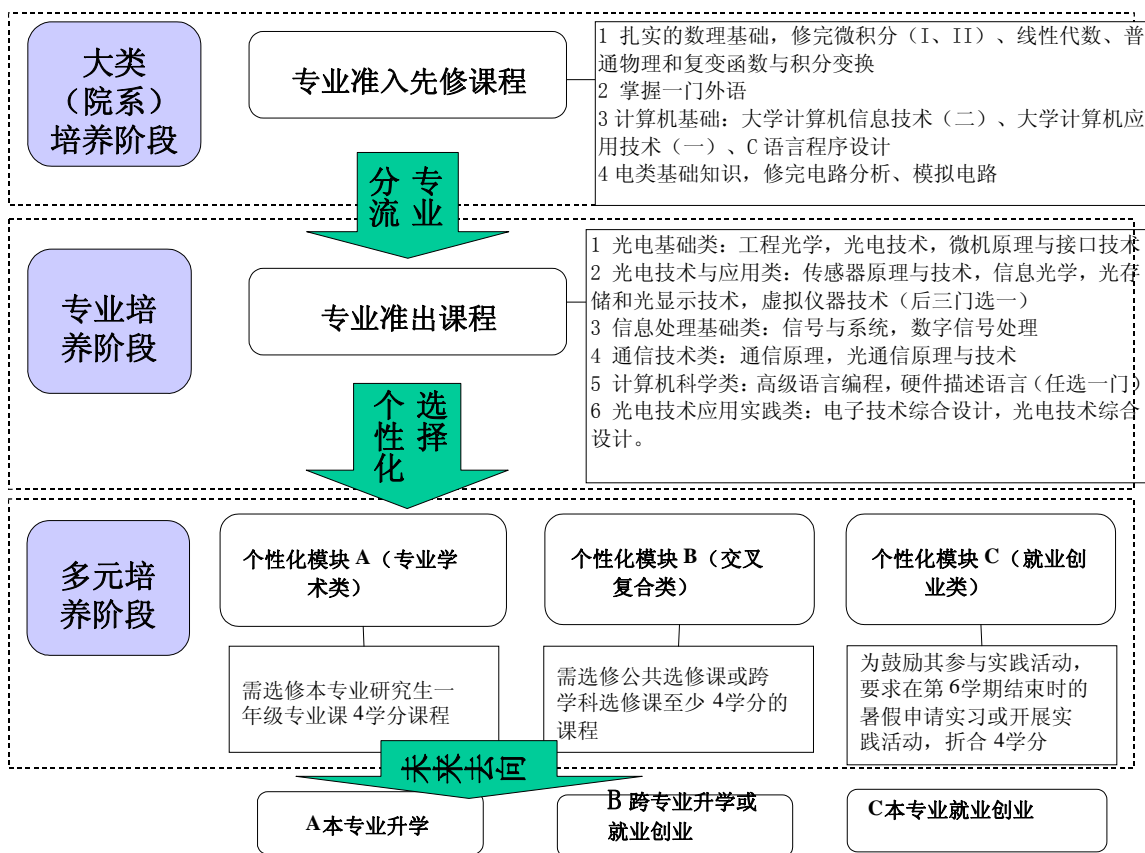 大类
（院系）
培养阶段
专业准入先修课程
1 扎实的数理基础，修完微积分（I、II）、线性代数、普
通物理和复变函数与积分变换
2 掌握一门外语
3 计算机基础：大学计算机信息技术（二）、大学计算机应
用技术（一）、C 语言程序设计
4 电类基础知识，修完电路分析、模拟电路
分 专
流 业
专业培
养阶段
专业准出课程
1 光电基础类：工程光学，光电技术，微机原理与接口技术
2 光电技术与应用类：传感器原理与技术，信息光学，光存
储和光显示技术，虚拟仪器技术（后三门选一）
3 信息处理基础类：信号与系统，数字信号处理
4 通信技术类：通信原理，光通信原理与技术
5 计算机科学类：高级语言编程，硬件描述语言（任选一门）
6 光电技术应用实践类：电子技术综合设计，光电技术综合
设计。
个 选
性 择
化
多元培
养阶段
个性化模块 A（专业学
术类）
个性化模块 B（交叉
复合类）
个性化模块 C（就业创
业类）
需选修本专业研究生一
年级专业课 4学分课程
需选修公共选修课或跨
学科选修课至少 4学分的
课程
为鼓励其参与实践活动，
要求在第 6学期结束时的
暑假申请实习或开展实
践活动，折合 4学分
未来去向
A本专业升学
B 跨专业升学或
就业创业
C本专业就业创业